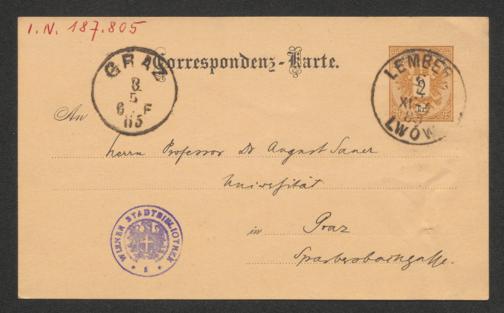 I.N. 187.805
Correspondenz-Karte.
GRAZ
LEMBERG
LWÓW
An
Herrn Professor Dr August Sauer
Universität
in Graz
Sparbersbachgasse.
WIENER STADTBIBLIOTHEK